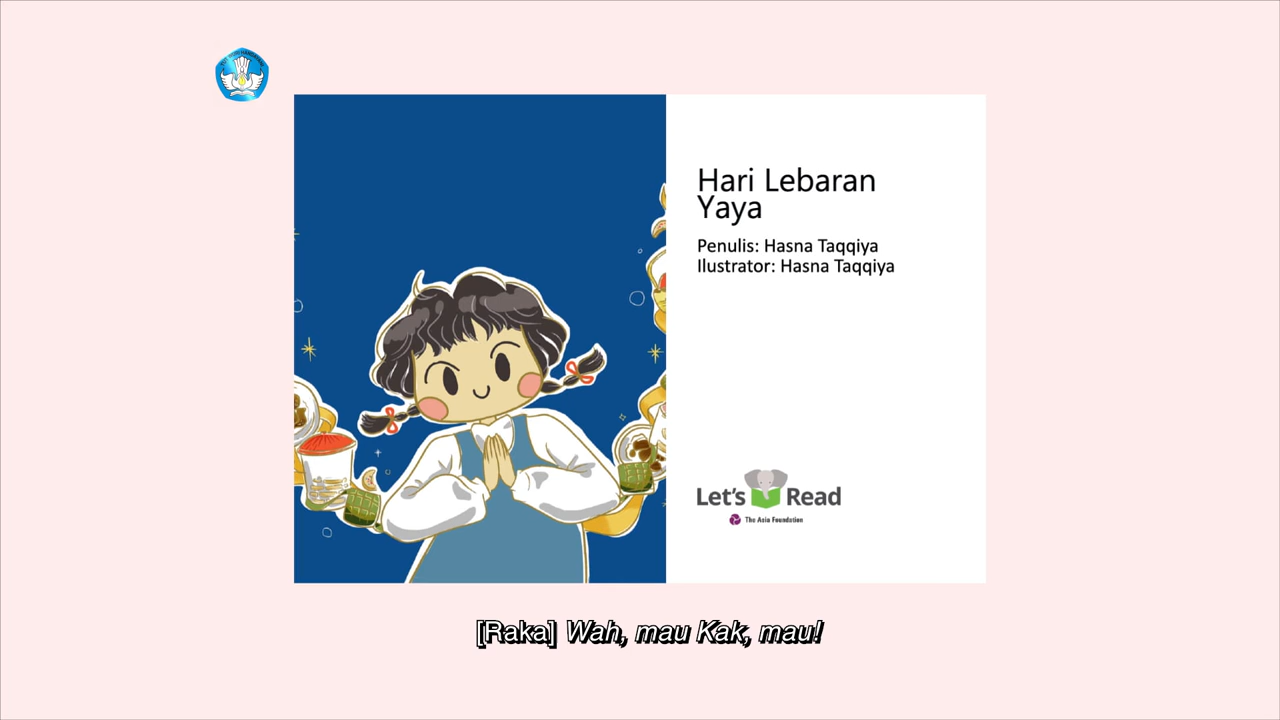 Hari Lebaran
Yaya
Penulis: Hasna Taqqiya
Ilustrator: Hasna Taqqiya
Let's Read
The Asia Foundation
[Raka] Wah, mau Kak, mau!